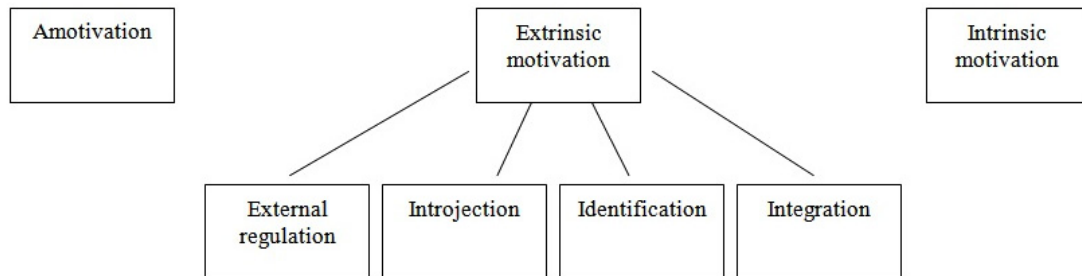 Amotivation
Extrinsic
motivation
Intrinsic
motivation
External
regulation
Introjection
Identification
Integration